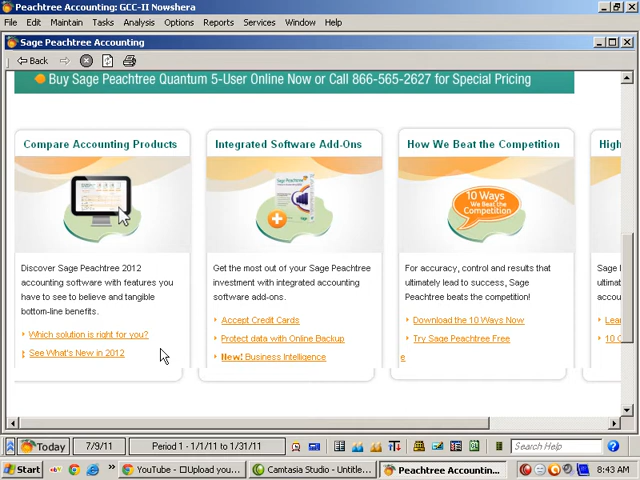 Peachtree Accounting: GCC-II Nowshera
File Edit Maintain Tasks Analysis Options Reports Services Window Help
Sage Peachtree Accounting
Back
Buy Sage Peachtree Quantum 5-User Online Now or Call 866-565-2627 for Special Pricing
Compare Accounting Products
Discover Sage Peachtree 2012
accounting software with features you
have to see to believe and tangible
bottom-line benefits.
Which solution is right for you?
See What's New in 2012
Integrated Software Add-Ons
Get the most out of your Sage Peachtree
investment with integrated accounting
software add-ons.
Accept Credit Cards
Protect data with Online Backup
New! Business Intelligence
How We Beat the Competition
10 Ways
We Beat the
Competition
For accuracy, control and results that
ultimately lead to success, Sage
Peachtree beats the competition!
Download the 10 Ways Now
Try Sage Peachtree Free
e
High
Sage
accou
Lear
10 C
Today 7/9/11 Period 1 - 1/1/11 to 1/31/11 Search Help
Start YouTube - Upload you... Camtasia Studio - Untitle... Peachtree Accountin... 8:43 AM